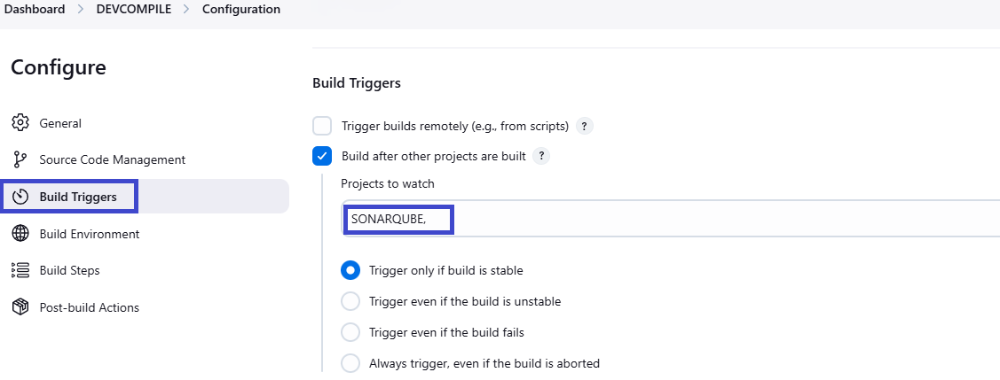 Dashboard > DEVCOMPILE > Configuration
Configure
General
Source Code Management
Build Triggers
Build Environment
Build Steps
Post-build Actions
Build Triggers
Trigger builds remotely (e.g., from scripts) ?
Build after other projects are built ?
Projects to watch
SONARQUBE,
Trigger only if build is stable
Trigger even if the build is unstable
Trigger even if the build fails
Always trigger, even if the build is aborted